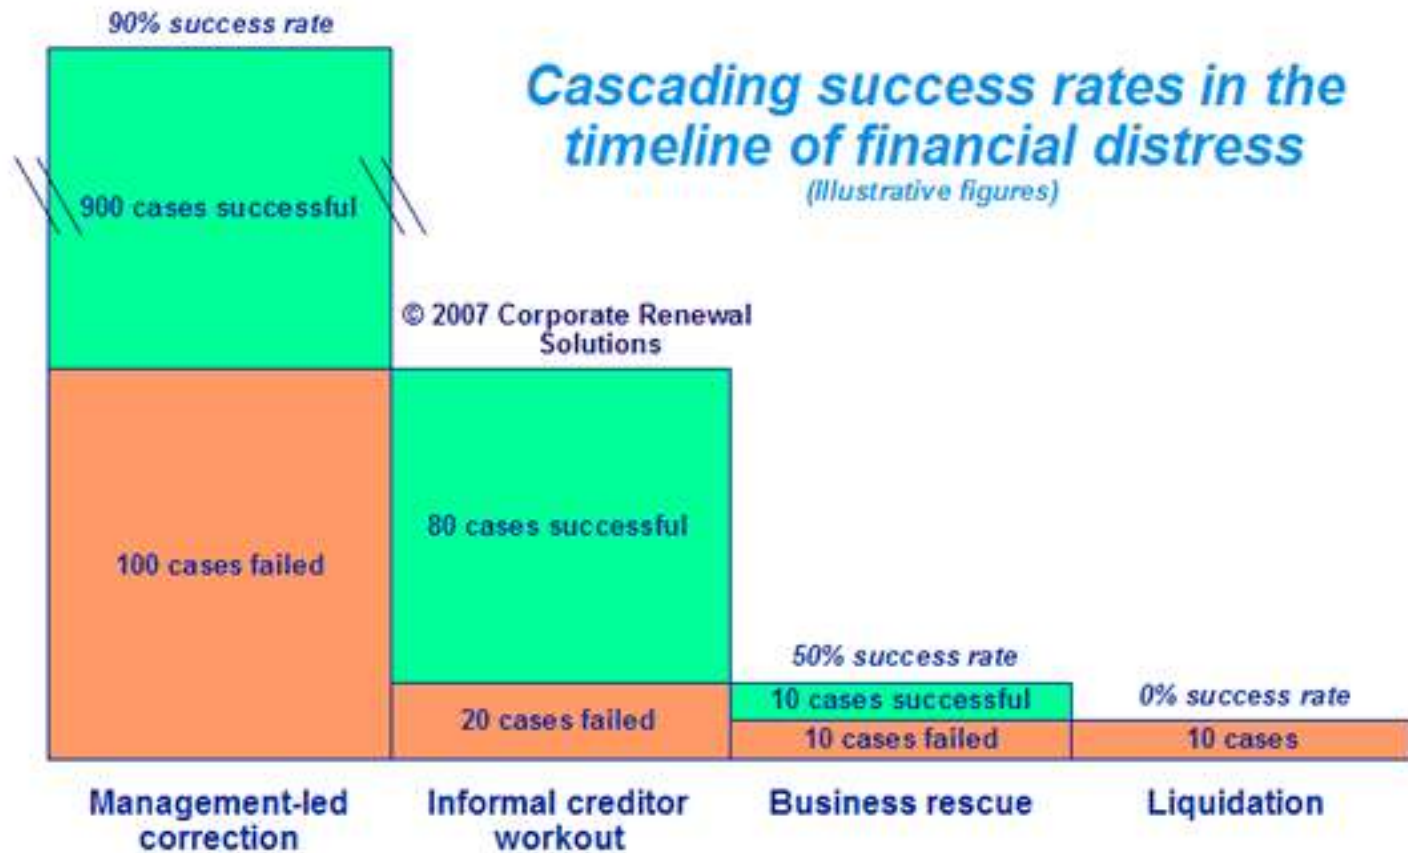 90% success rate
Cascading success rates in the
timeline of financial distress
(Illustrative figures)
900 cases successful
© 2007 Corporate Renewal
Solutions
100 cases failed
80 cases successful
20 cases failed
50% success rate
10 cases successful
10 cases failed
0% success rate
10 cases
Management-led
correction
Informal creditor
workout
Business rescue
Liquidation